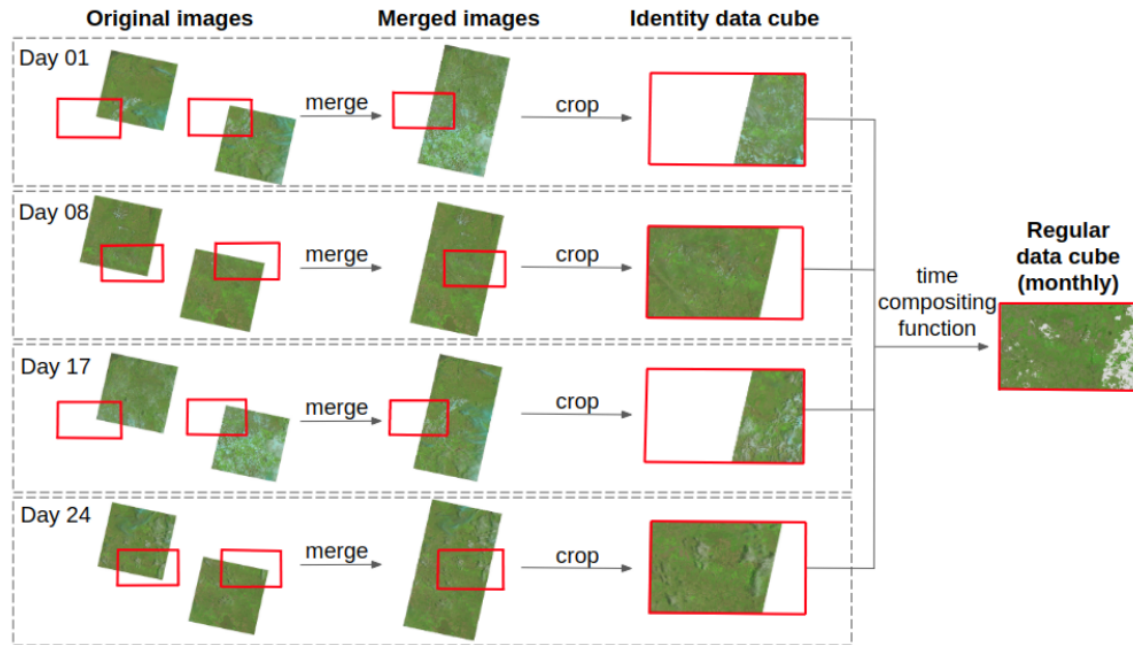 Original images
Merged images
Identity data cube
Day 01
merge
crop
Day 08
merge
crop
Day 17
merge
crop
Day 24
merge
crop
time
compositing
function
Regular
data cube
(monthly)